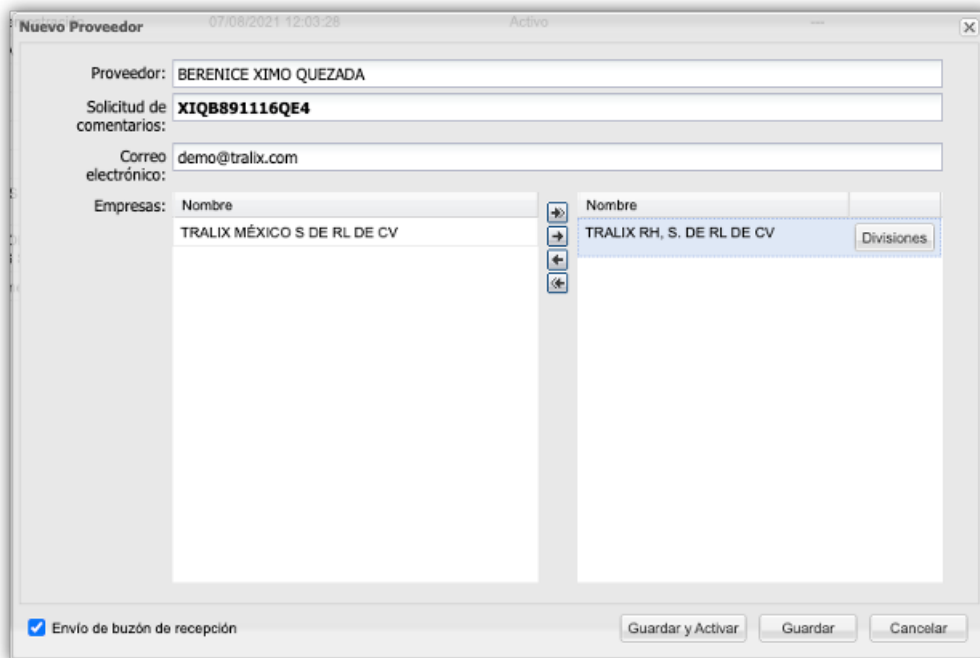 07/08/2021 12:03:28 Activo ---
Nuevo Proveedor
Proveedor: BERENICE XIMO QUEZADA
Solicitud de comentarios: XIQB891116QE4
Correo electrónico: demo@tralix.com
Empresas: Nombre Nombre
TRALIX MÉXICO S DE RL DE CV TRALIX RH, S. DE RL DE CV Divisiones
Envío de buzón de recepción Guardar y Activar Guardar Cancelar